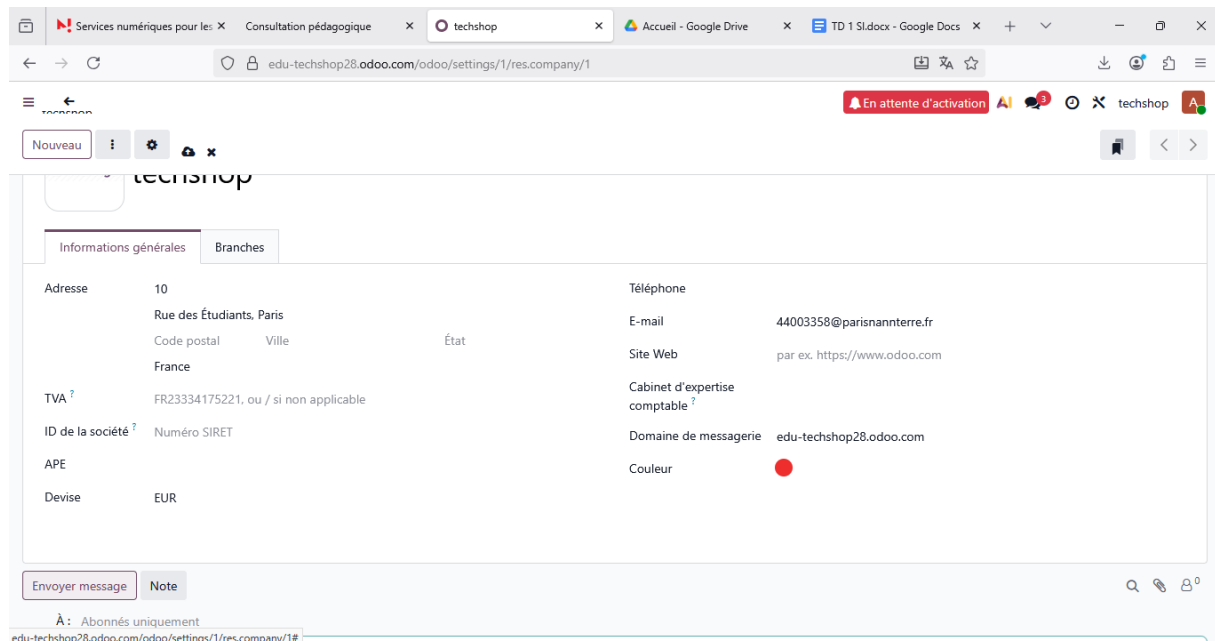 Services numériques pour les
Consultation pédagogique
techshop
Accueil - Google Drive
TD 1 SI.docx - Google Docs
edu-techshop28.odoo.com/odoo/settings/1/res.company/1
techshop
En attente d'activation
AI
3
techshop
A
Nouveau
techshop
Informations générales
Branches
Adresse
10
Rue des Étudiants, Paris
Code postal Ville État
France
TVA ? FR23334175221, ou / si non applicable
ID de la société ? Numéro SIRET
APE
Devise EUR
Téléphone
E-mail 44003358@parisnannterre.fr
Site Web par ex. https://www.odoo.com
Cabinet d'expertise
comptable ?
Domaine de messagerie edu-techshop28.odoo.com
Couleur
Envoyer message Note
0
À : Abonnés uniquement
edu-techshop28.odoo.com/odoo/settings/1/res.company/1#